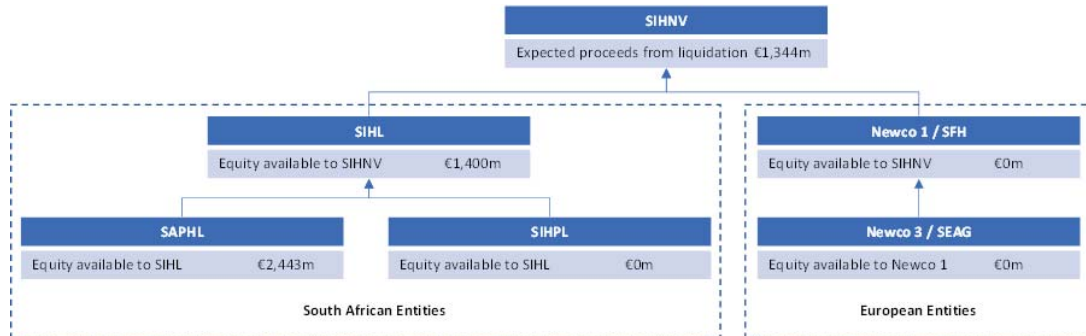 SIHNV
Expected proceeds from liquidation €1,344m
SIHL
Equity available to SIHNV €1,400m
SAPHL
Equity available to SIHL €2,443m
SIHPL
Equity available to SIHL €0m
South African Entities
Newco 1 / SFH
Equity available to SIHNV €0m
Newco 3 / SEAG
Equity available to Newco 1 €0m
European Entities